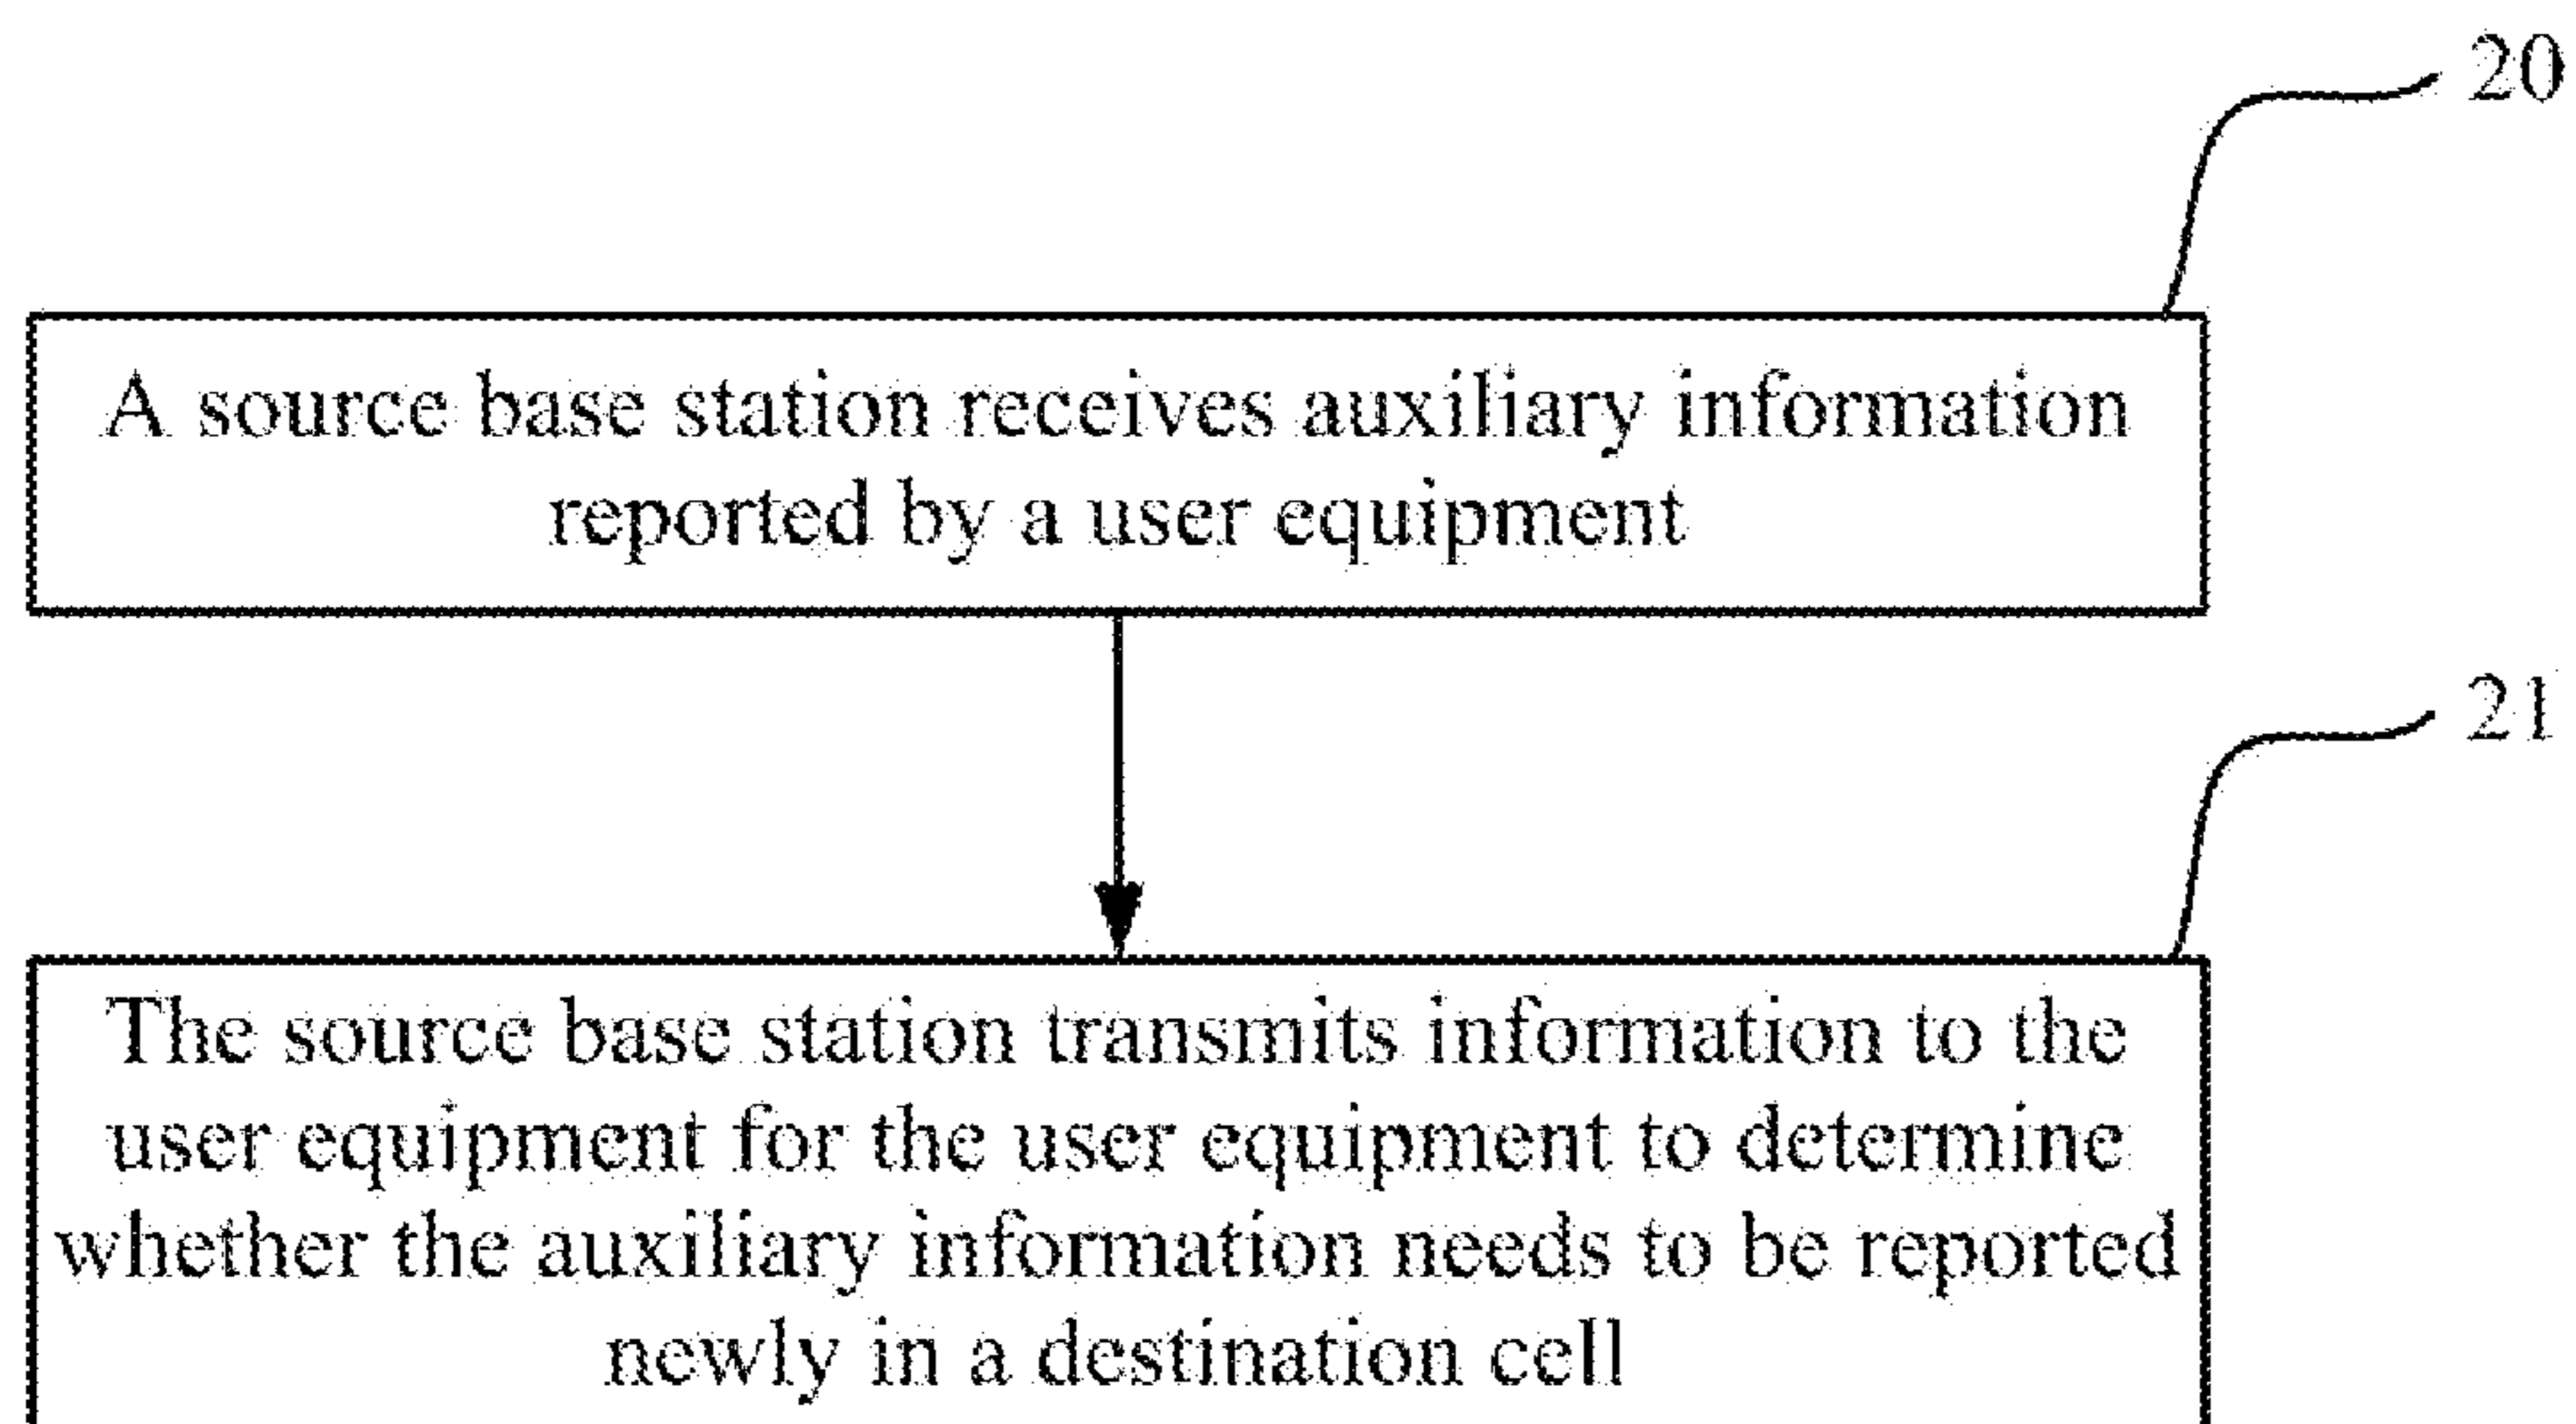 20
A source base station receives auxiliary information
reported by a user equipment
21
The source base station transmits information to the
user equipment for the user equipment to determine
whether the auxiliary information needs to be reported
newly in a destination cell